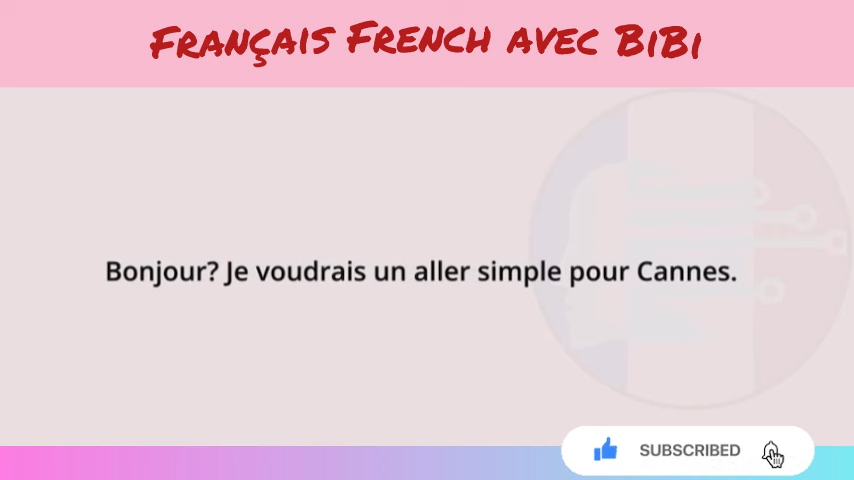 Français French avec BiBi
Bonjour? Je voudrais un aller simple pour Cannes.
SUBSCRIBED